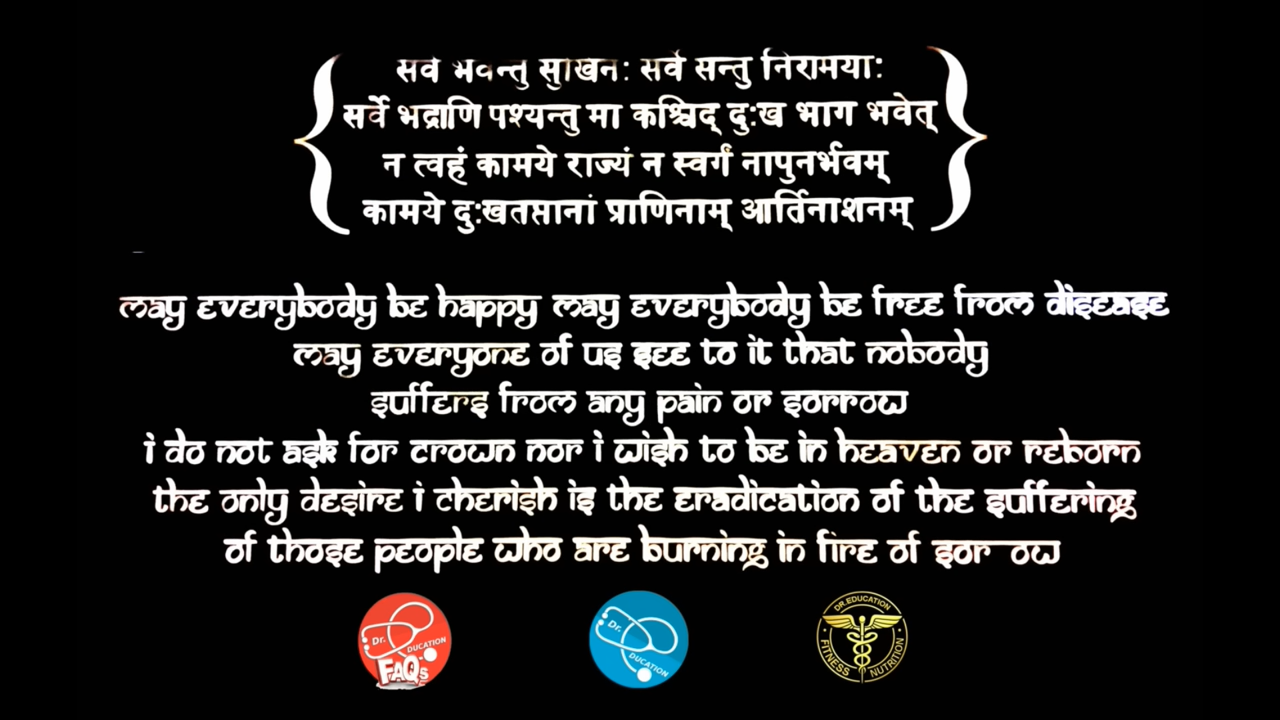 सर्वे भवन्तु सुखिन: सर्वे सन्तु निरामया:
सर्वे भद्राणि पश्यन्तु मा कश्चिद् दु:ख भाग भवेत्
न त्वहं कामये राज्यं न स्वर्गं नापुनर्भवम्
कामये दु:खतप्तानां प्राणिनाम् आर्तिनाशनम्
may everybody be happy may everybody be free from disease
may everyone of us see to it that nobody
suffers from any pain or sorrow
i do not ask for crown nor i wish to be in heaven or reborn
the only desire i cherish is the eradication of the suffering
of those people who are burning in fire of sor ow
Dr. DUCATION FAQs
Dr. DUCATION
DR.EDUCATION FITNESS NUTRITION